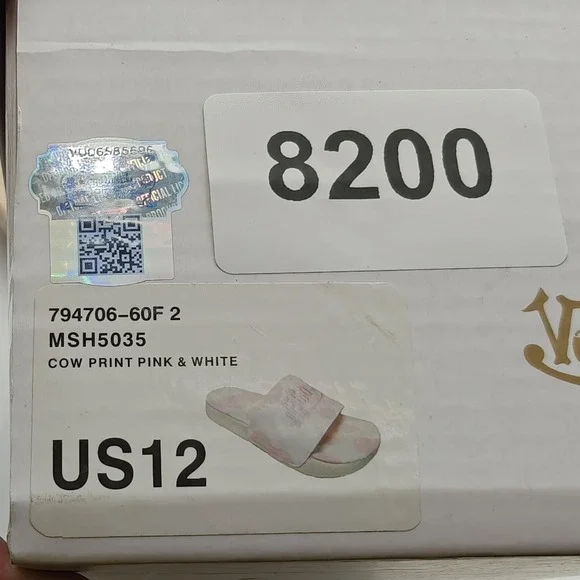 8200
794706-60F 2
MSH5035
COW PRINT PINK & WHITE
US12